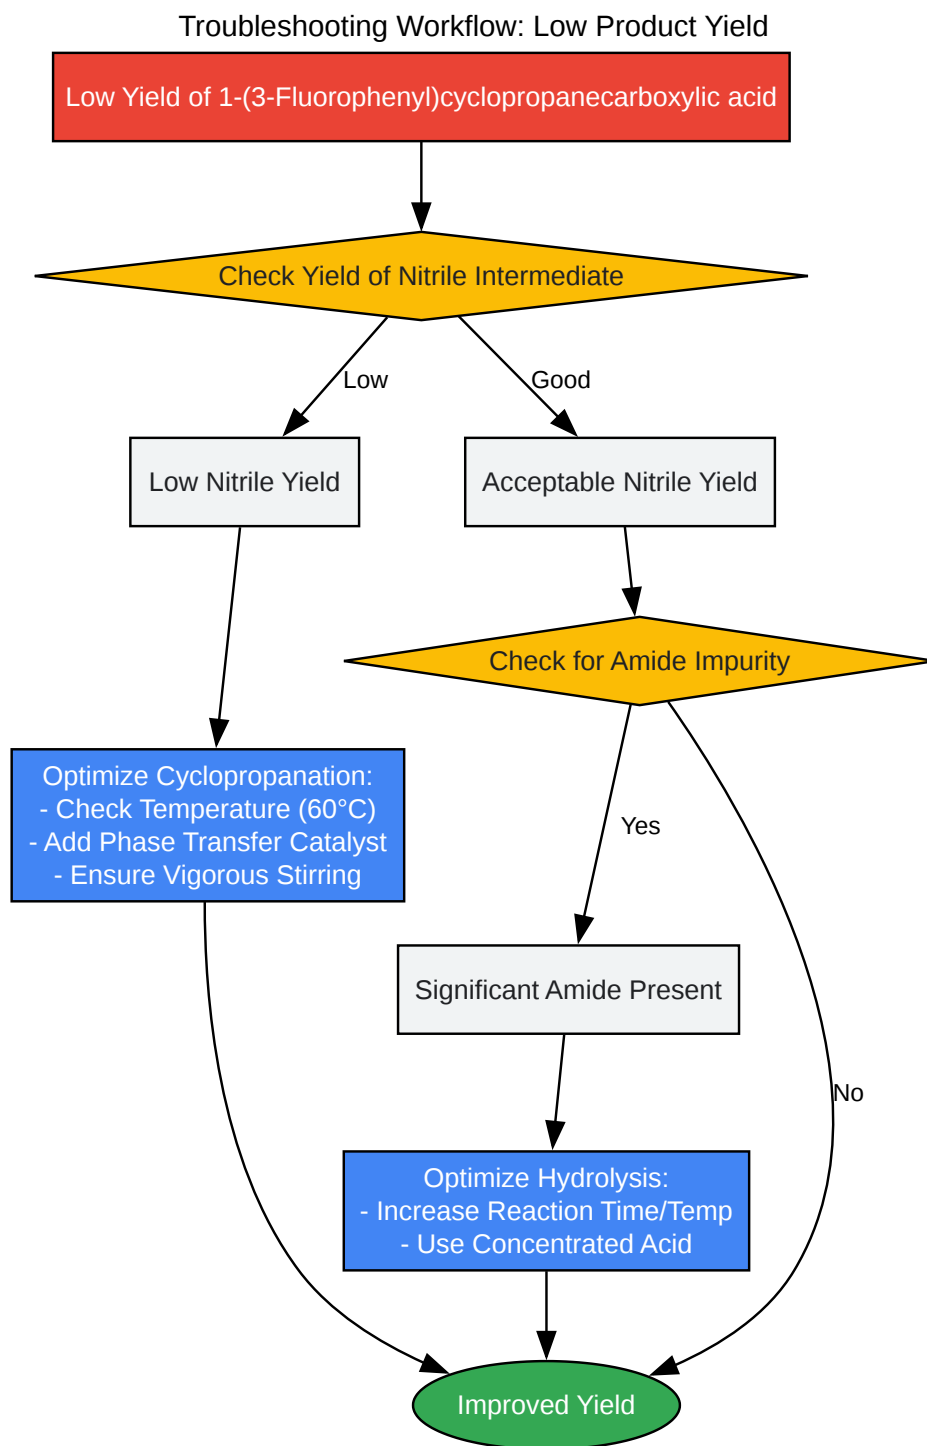 Troubleshooting Workflow: Low Product Yield
Low Yield of 1-(3-Fluorophenyl)cyclopropanecarboxylic acid
Check Yield of Nitrile Intermediate
Low
Good
Low Nitrile Yield
Acceptable Nitrile Yield
Check for Amide Impurity
Optimize Cyclopropanation:
- Check Temperature (60°C)
- Add Phase Transfer Catalyst
- Ensure Vigorous Stirring
Yes
Significant Amide Present
No
Optimize Hydrolysis:
- Increase Reaction Time/Temp
- Use Concentrated Acid
Improved Yield